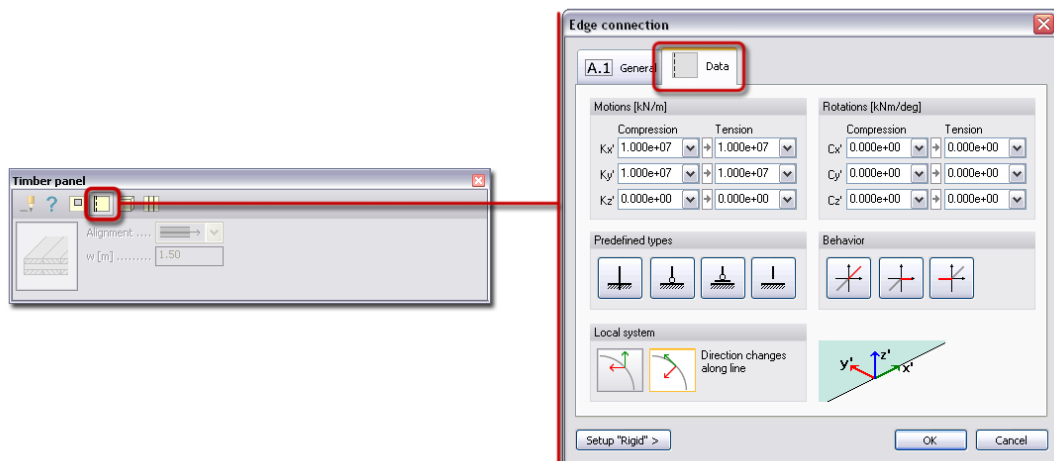 Edge connection
A.1 General
Data
Motions [kN/m]
Compression Tension
Kx' 1.000e+07 1.000e+07
Ky' 1.000e+07 1.000e+07
Kz' 0.000e+00 0.000e+00
Rotations [kNm/deg]
Compression Tension
Cx' 0.000e+00 0.000e+00
Cy' 0.000e+00 0.000e+00
Cz' 0.000e+00 0.000e+00
Timber panel
Alignment ....
w [m] ......... 1.50
Predefined types
Behavior
Local system
Direction changes
along line
y' z' x'
Setup "Rigid" >
OK
Cancel